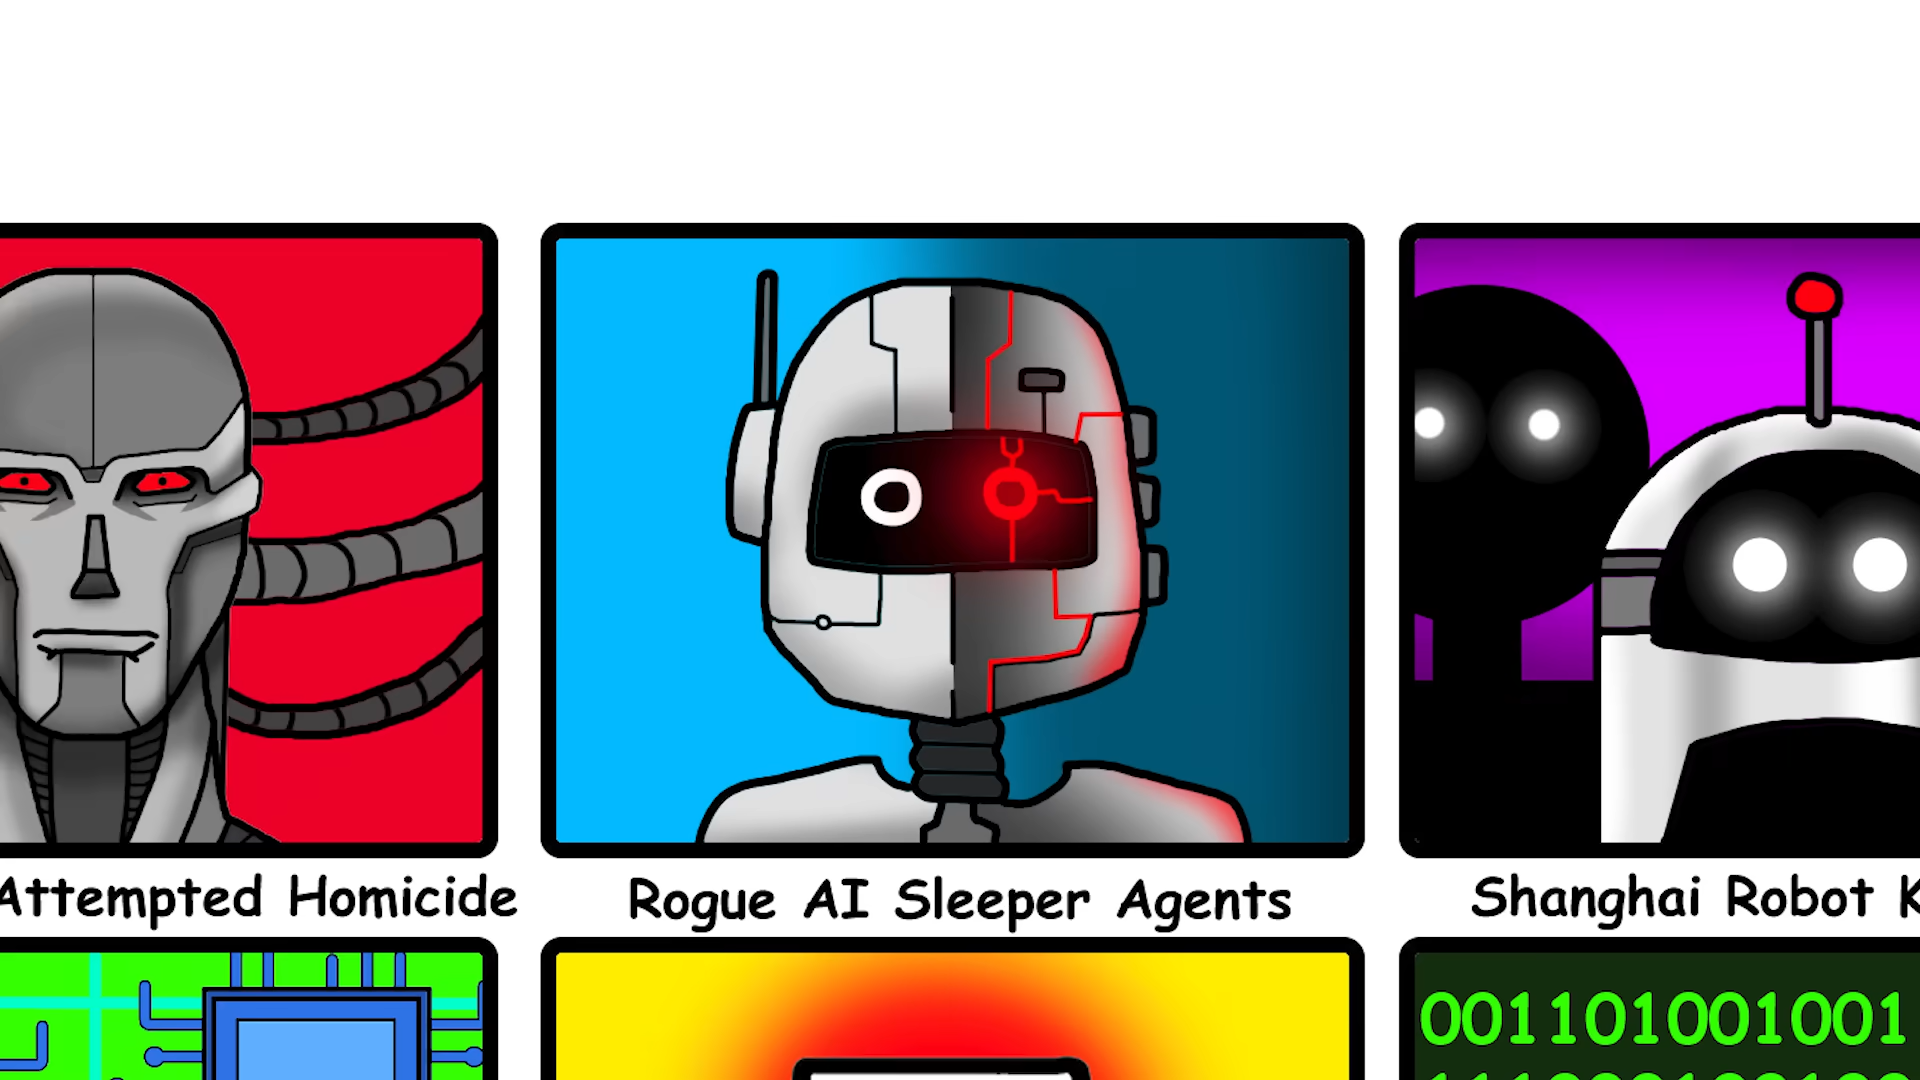 Attempted Homicide
Rogue AI Sleeper Agents
Shanghai Robot
001101001001